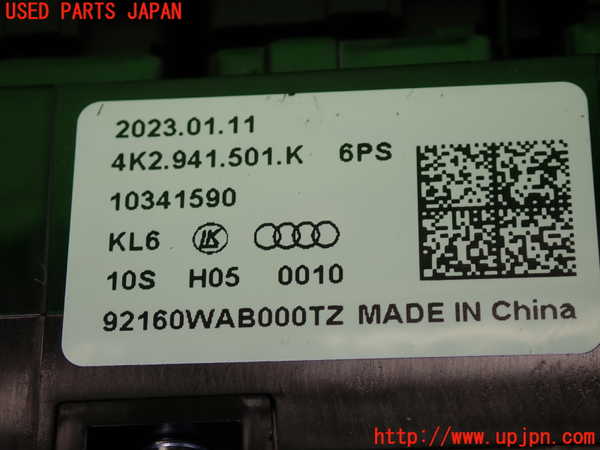 USED PARTS JAPAN
2023.01.11
4K2.941.501.K 6PS
10341590
KL6 LK
10S H05 0010
92160WAB000TZ MADE IN China
http://www.upjpn.com/